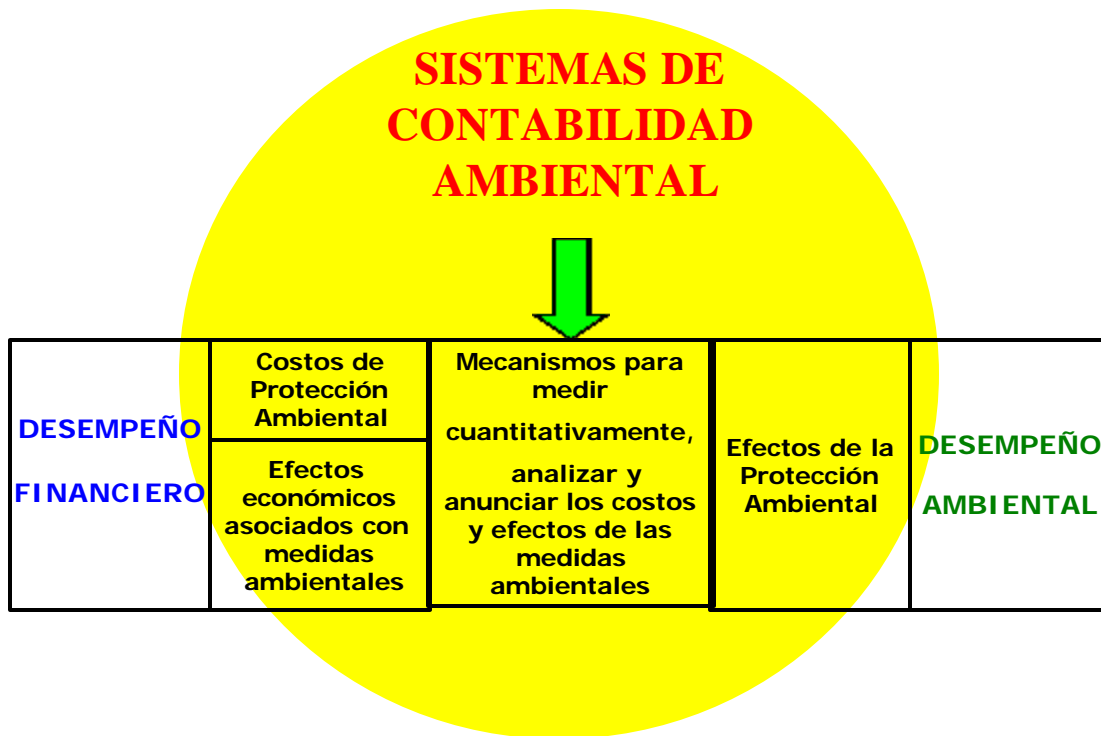 SISTEMAS DE
CONTABILIDAD
AMBIENTAL
DESEMPEÑO
FINANCIERO
Costos de
Protección
Ambiental
Efectos
económicos
asociados con
medidas
ambientales
Mecanismos para
medir
cuantitativamente,
analizar y
anunciar los costos
y efectos de las
medidas
ambientales
Efectos de la
Protección
Ambiental
DESEMPEÑO
AMBIENTAL